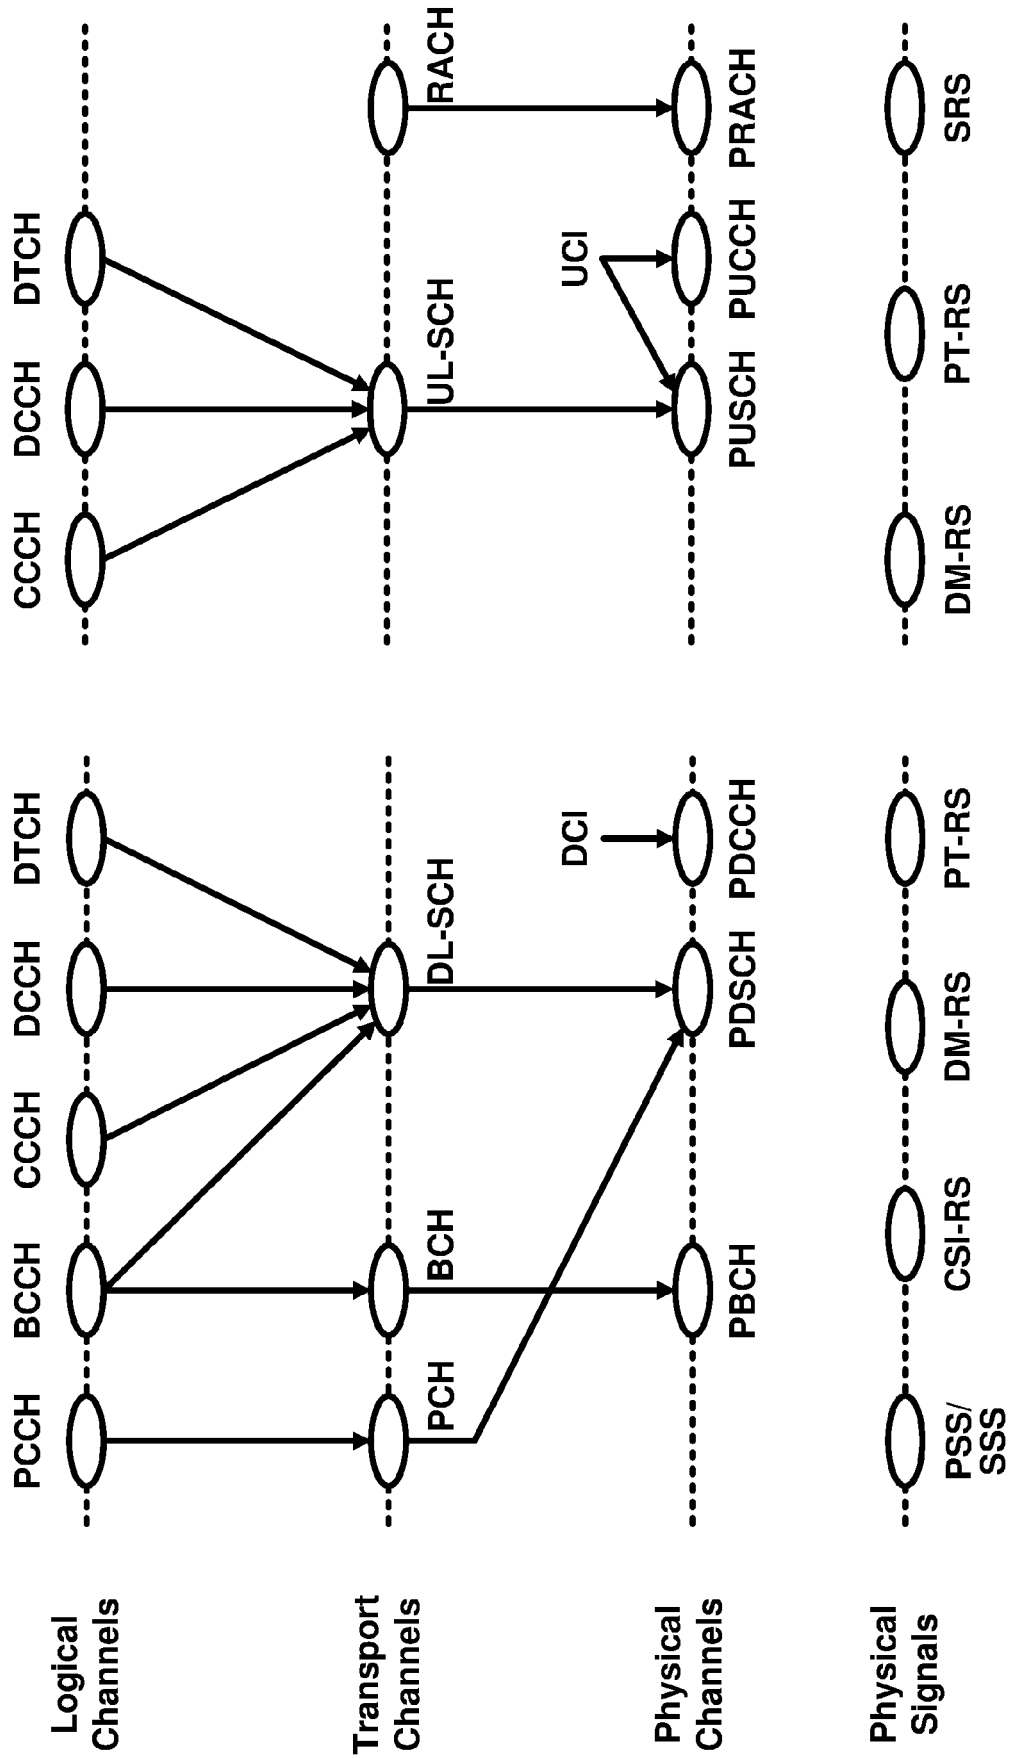 Logical
Channels
PCCH
BCCH
CCCH
DCCH
DTCH
CCCH
DCCH
DTCH
Transport
Channels
PCH
BCH
DL-SCH
UL-SCH
RACH
DCI
UCI
Physical
Channels
PBCH
PDSCH
PDCCH
PUSCH
PUCCH
PRACH
Physical
Signals
PSS/
SSS
CSI-RS
DM-RS
PT-RS
DM-RS
PT-RS
SRS